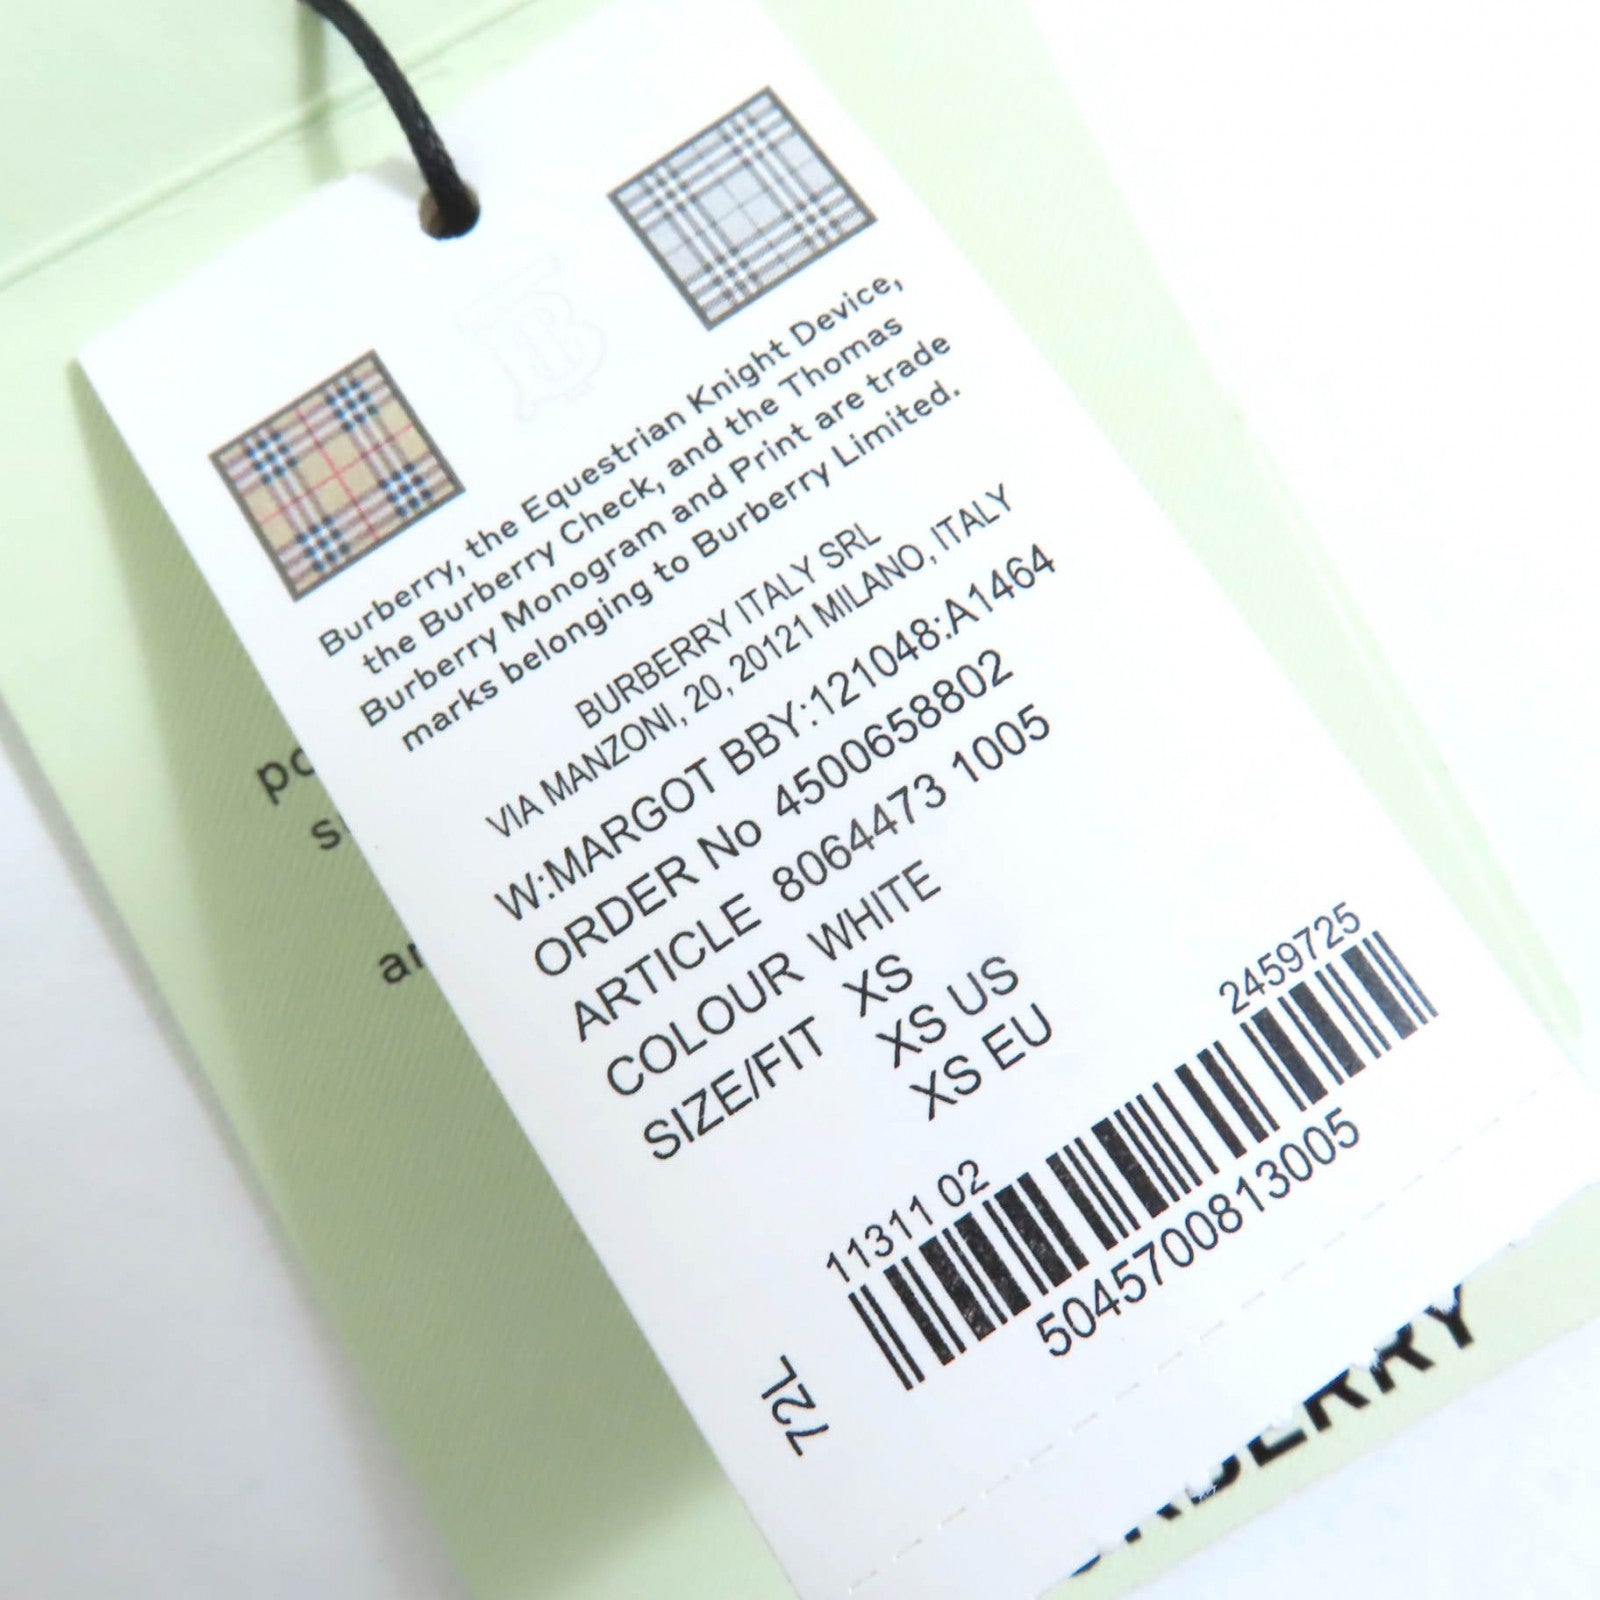 Burberry, the Equestrian Knight Device,
the Burberry Check, and the Thomas
Burberry Monogram and Print are trade
marks belonging to Burberry Limited.
BURBERRY ITALY SRL
VIA MANZONI, 20, 20121 MILANO, ITALY
W:MARGOT BBY:121048:A1464
ORDER No 4500658802
ARTICLE 8064473 1005
COLOUR WHITE
SIZE/FIT XS
XS US
XS EU
2459725
11311 02
5045700813005
72L
BURBERRY